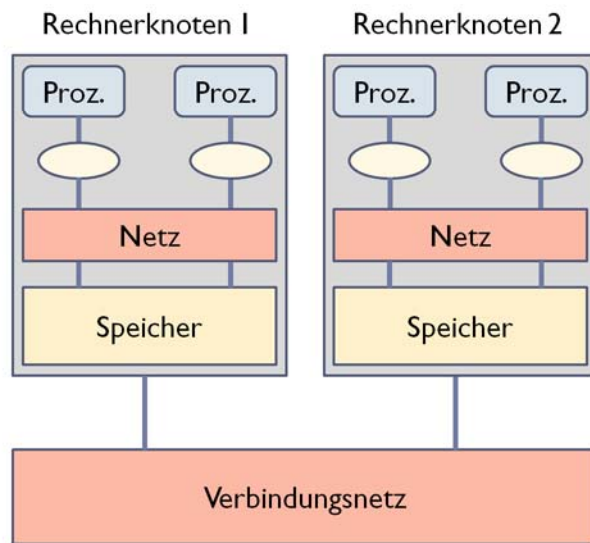 Rechnerknoten 1 Rechnerknoten 2
Proz. Proz. Proz. Proz.
Netz Netz
Speicher Speicher
Verbindungsnetz